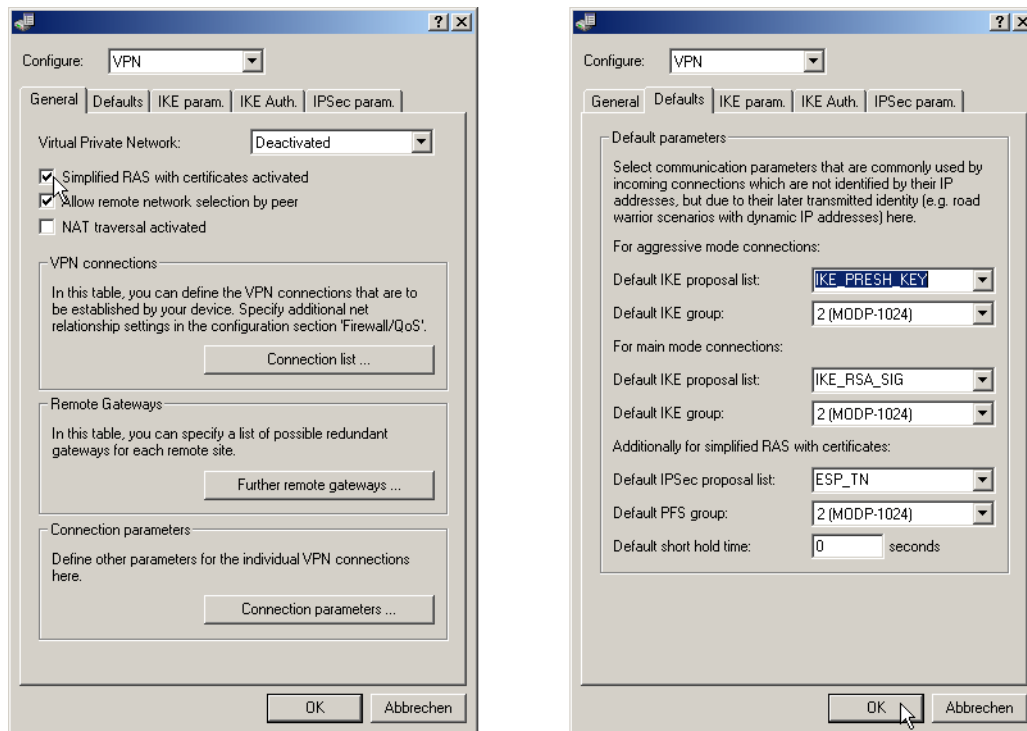 Configure: VPN
General Defaults IKE param. IKE Auth. IPSec param.
Virtual Private Network: Deactivated
Simplified RAS with certificates activated
Allow remote network selection by peer
NAT traversal activated
VPN connections
In this table, you can define the VPN connections that are to
be established by your device. Specify additional net
relationship settings in the configuration section 'Firewall/QoS'.
Connection list ...
Remote Gateways
In this table, you can specify a list of possible redundant
gateways for each remote site.
Further remote gateways ...
Connection parameters
Define other parameters for the individual VPN connections
here.
Connection parameters ...
OK Abbrechen
Configure: VPN
General Defaults IKE param. IKE Auth. IPSec param.
Default parameters
Select communication parameters that are commonly used by
incoming connections which are not identified by their IP
addresses, but due to their later transmitted identity (e.g. road
warrior scenarios with dynamic IP addresses) here.
For aggressive mode connections:
Default IKE proposal list: IKE_PRESH_KEY
Default IKE group: 2 (MODP-1024)
For main mode connections:
Default IKE proposal list: IKE_RSA_SIG
Default IKE group: 2 (MODP-1024)
Additionally for simplified RAS with certificates:
Default IPSec proposal list: ESP_TN
Default PFS group: 2 (MODP-1024)
Default short hold time: 0 seconds
OK Abbrechen